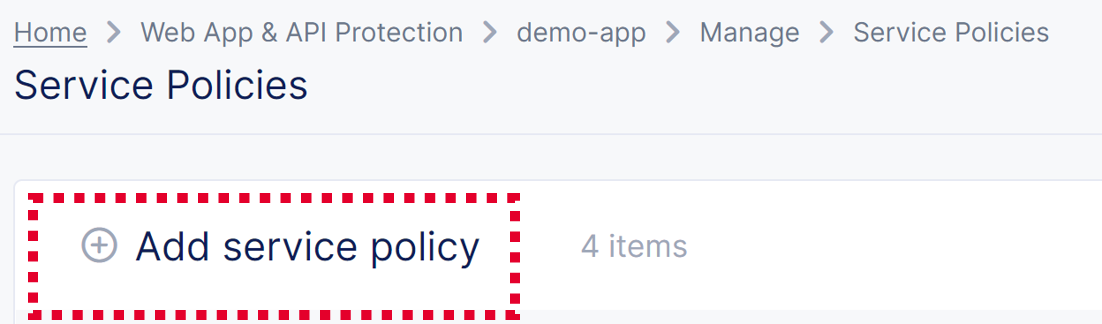 Home > Web App & API Protection > demo-app > Manage > Service Policies
Service Policies
Add service policy 4 items